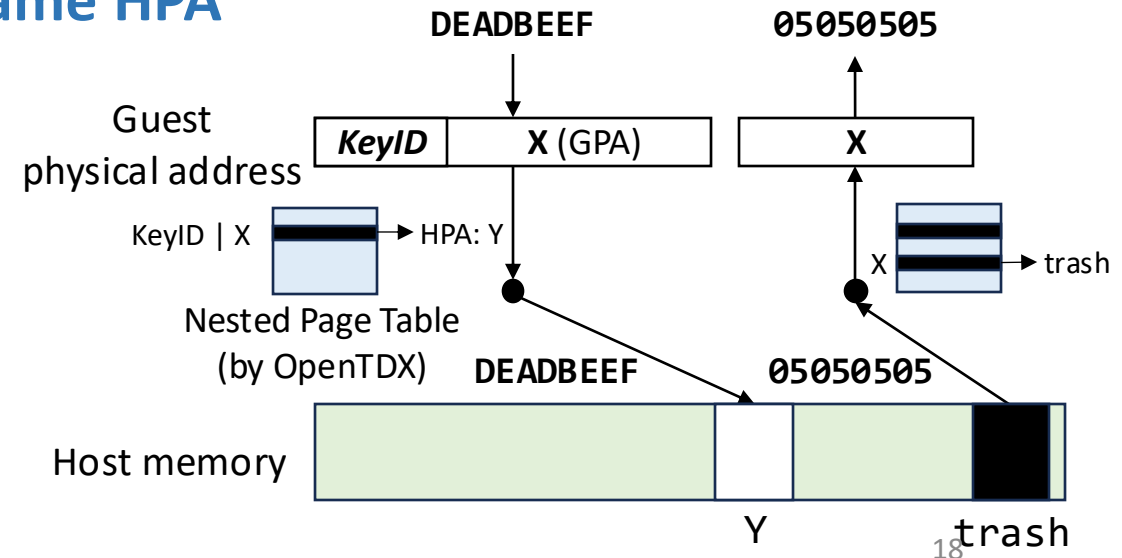 ame HPA
DEADBEEF
05050505
Guest
physical address
KeyID
X (GPA)
X
KeyID | X
HPA: Y
X
trash
Nested Page Table
(by OpenTDX)
DEADBEEF
05050505
Host memory
Y
trash
18